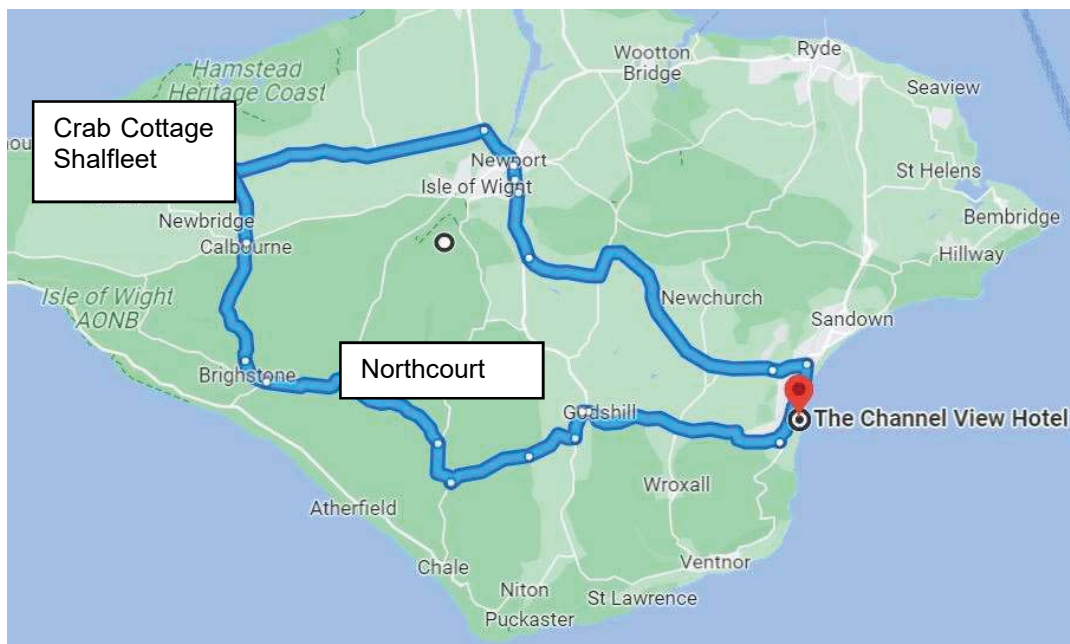 Hamstead
Heritage Coast
Wootton
Bridge
Ryde
Seaview
Crab Cottage
Shalfleet
Newport
Isle of Wight
St Helens
Bembridge
Newbridge
Calbourne
Hillway
Isle of Wight
AONB
Newchurch
Sandown
Brighstone
Northcourt
Godshill
The Channel View Hotel
Wroxall
Atherfield
Chale
Ventnor
Niton
St Lawrence
Puckaster